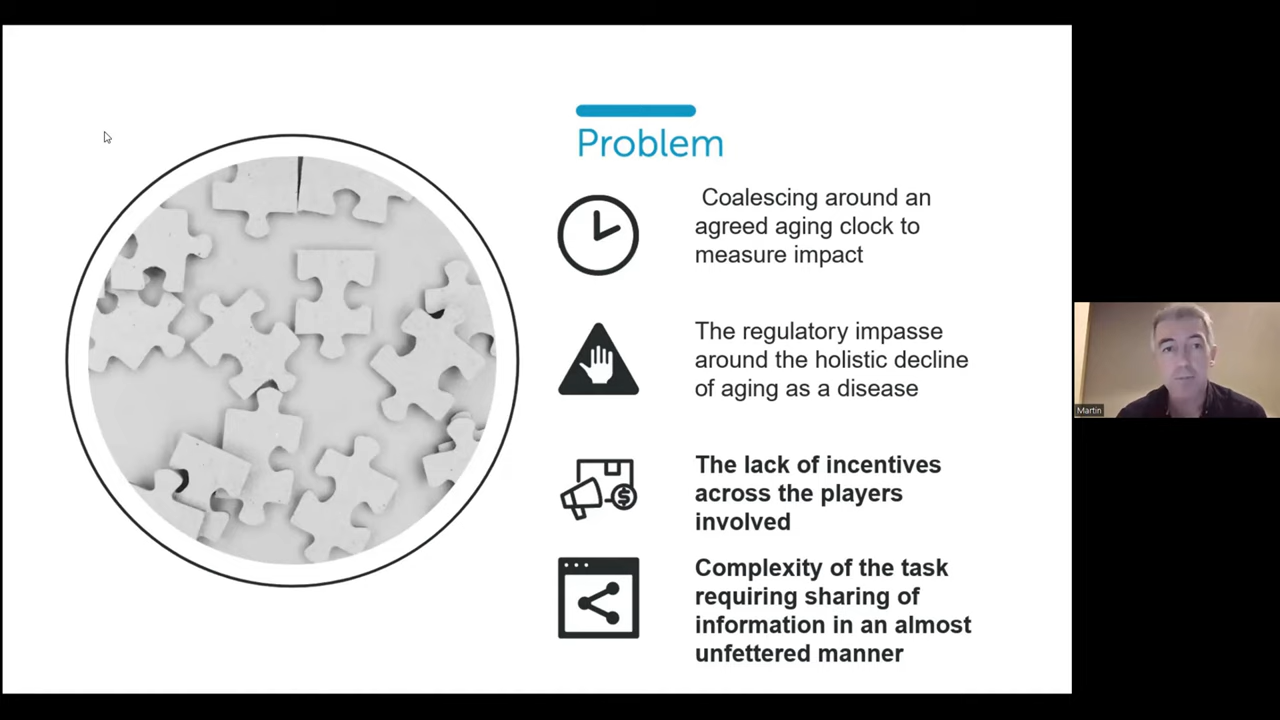 Problem
Coalescing around an
agreed aging clock to
measure impact
The regulatory impasse
around the holistic decline
of aging as a disease
The lack of incentives
across the players
involved
Complexity of the task
requiring sharing of
information in an almost
unfettered manner
Martin